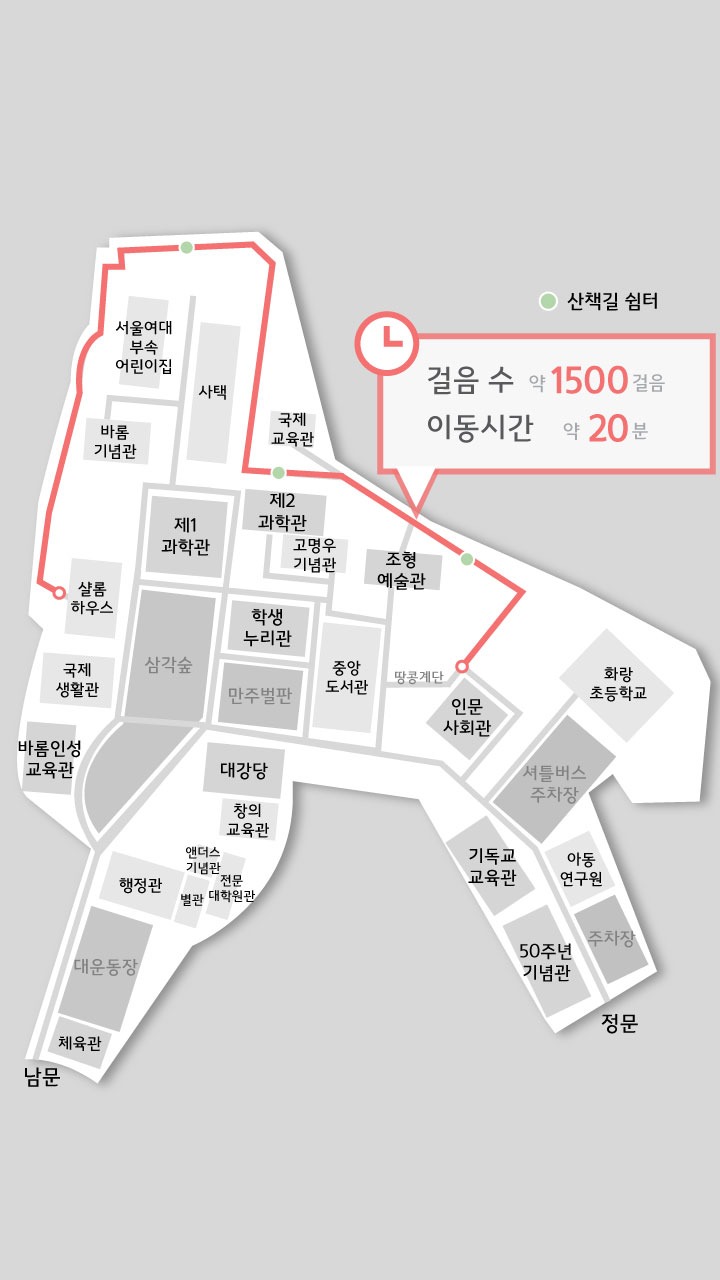 산책길 쉼터
걸음 수 약 1500 걸음
이동시간 약 20 분
서울여대
부속
어린이집
사택
바롬
기념관
국제
교육관
제2
과학관
제1
과학관
고명우
기념관
조형
예술관
샬롬
하우스
학생
누리관
삼각숲
국제
생활관
만주벌판
중앙
도서관
땅콩계단
인문
사회관
화랑
초등학교
바롬인성
교육관
대강당
셔틀버스
주차장
창의
교육관
앤더스
기념관
전문
대학원관
행정관
별관
기독교
교육관
아동
연구원
대운동장
50주년
기념관
주차장
체육관
정문
남문